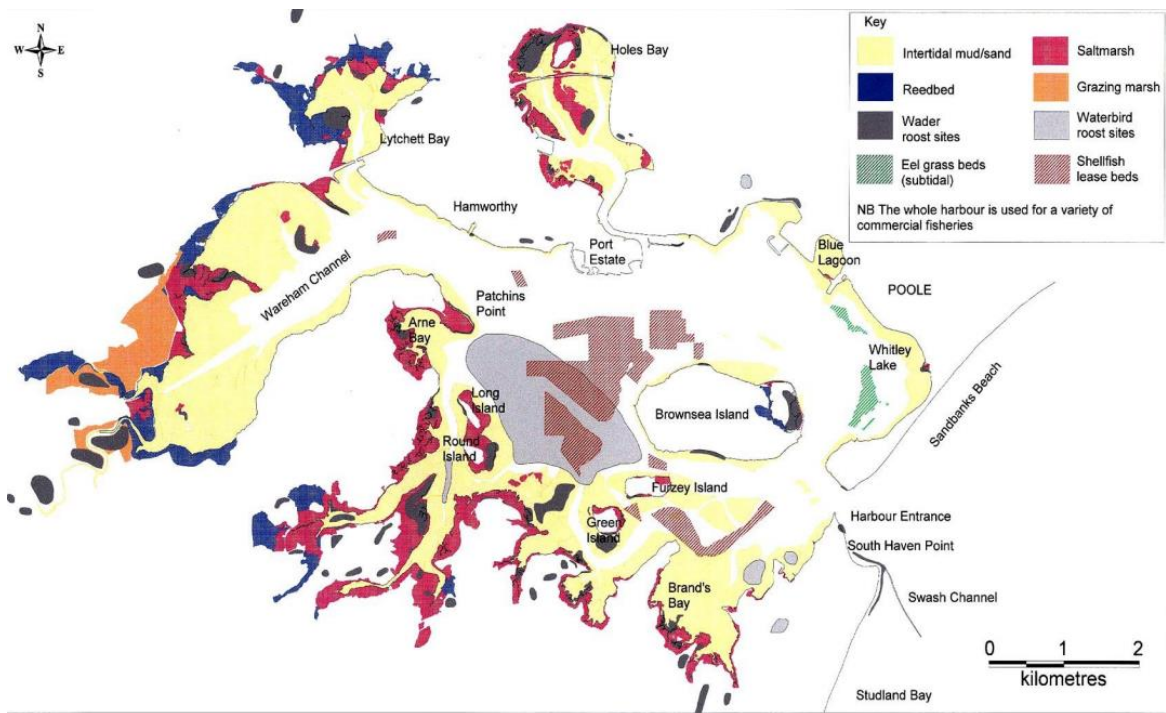 N
W E
S
Holes Bay
Lytchett Bay
Hamworthy
Port
Estate
Wareham Channel
Patchins
Point
Arne
Bay
Long
Island
Round
Island
Brownsea Island
Furzey Island
Green
Island
Brand's
Bay
Blue
Lagoon
POOLE
Whitley
Lake
Sandbanks Beach
Harbour Entrance
South Haven Point
Swash Channel
Studland Bay
Key
Intertidal mud/sand
Saltmarsh
Reedbed
Grazing marsh
Wader
roost sites
Waterbird
roost sites
Eel grass beds
(subtidal)
Shellfish
lease beds
NB The whole harbour is used for a variety of
commercial fisheries
0 1 2
kilometres